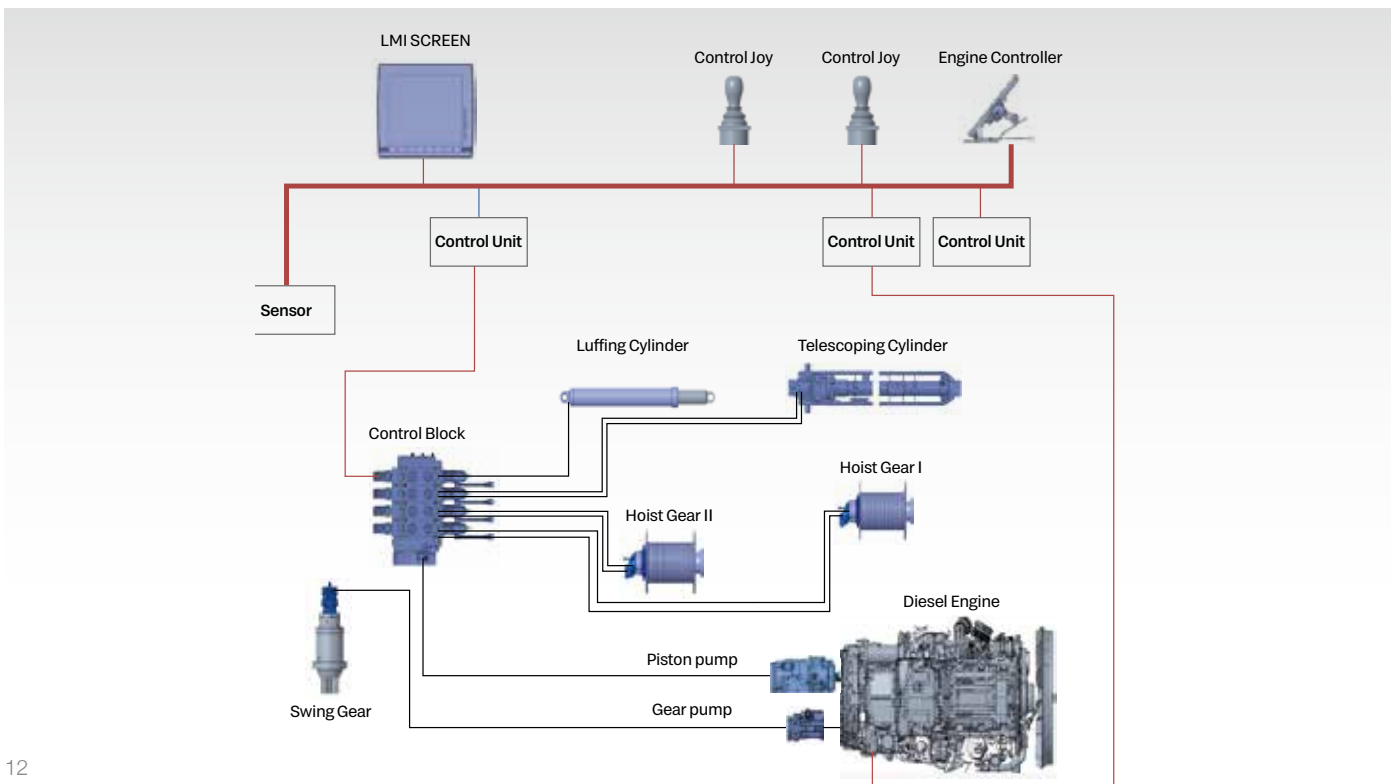 LMI SCREEN
Control Joy
Control Joy
Engine Controller
Control Unit
Control Unit
Control Unit
Sensor
Luffing Cylinder
Telescoping Cylinder
Control Block
Hoist Gear I
Hoist Gear II
Diesel Engine
Piston pump
Swing Gear
Gear pump
12